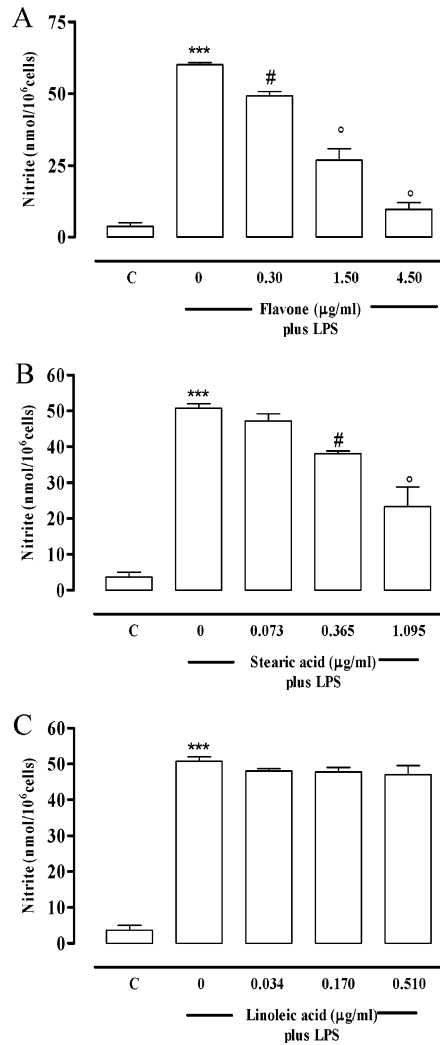 A
75
50
25
0
Nitrite (nmol/10⁶cells)
***
#
°
°
C 0 0.30 1.50 4.50
Flavone (μg/ml)
plus LPS
B
60
50
40
30
20
10
0
Nitrite (nmol/10⁶cells)
***
#
°
C 0 0.073 0.365 1.095
Stearic acid (μg/ml)
plus LPS
C
60
50
40
30
20
10
0
Nitrite (nmol/10⁶cells)
***
C 0 0.034 0.170 0.510
Linoleic acid (μg/ml)
plus LPS